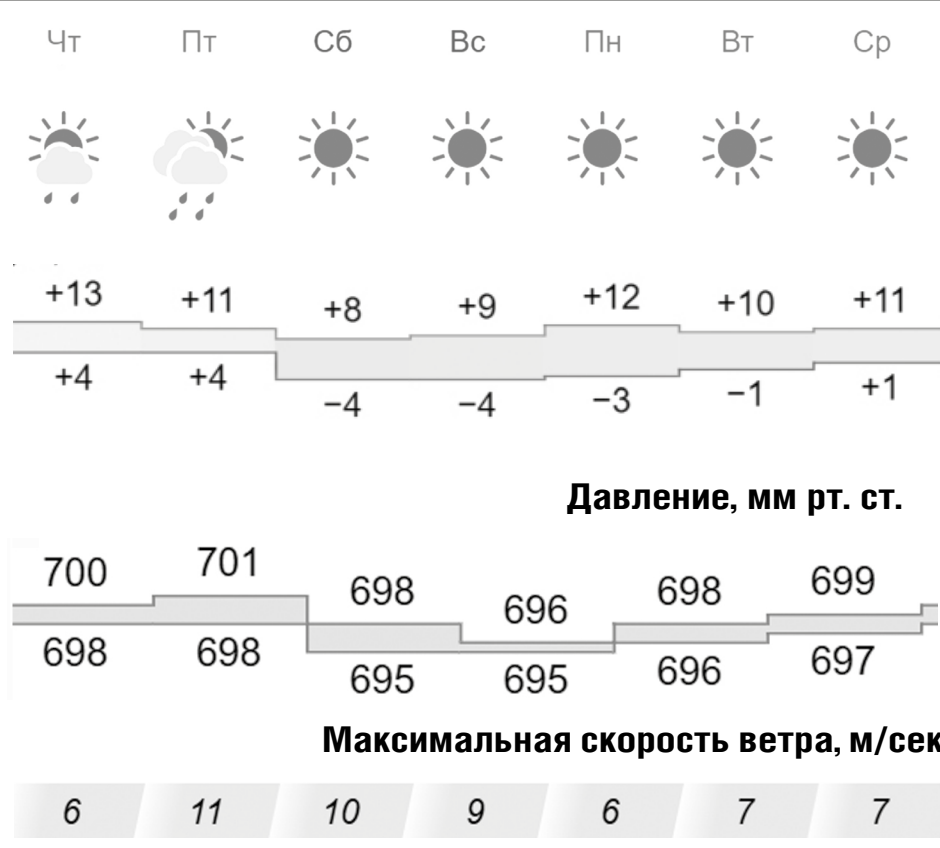 Чт Пт Сб Вс Пн Вт Ср
+13 +11 +8 +9 +12 +10 +11
+4 +4 −4 −4 −3 −1 +1
Давление, мм рт. ст.
700 701 698 696 698 699
698 698 695 695 696 697
Максимальная скорость ветра, м/сек
6 11 10 9 6 7 7